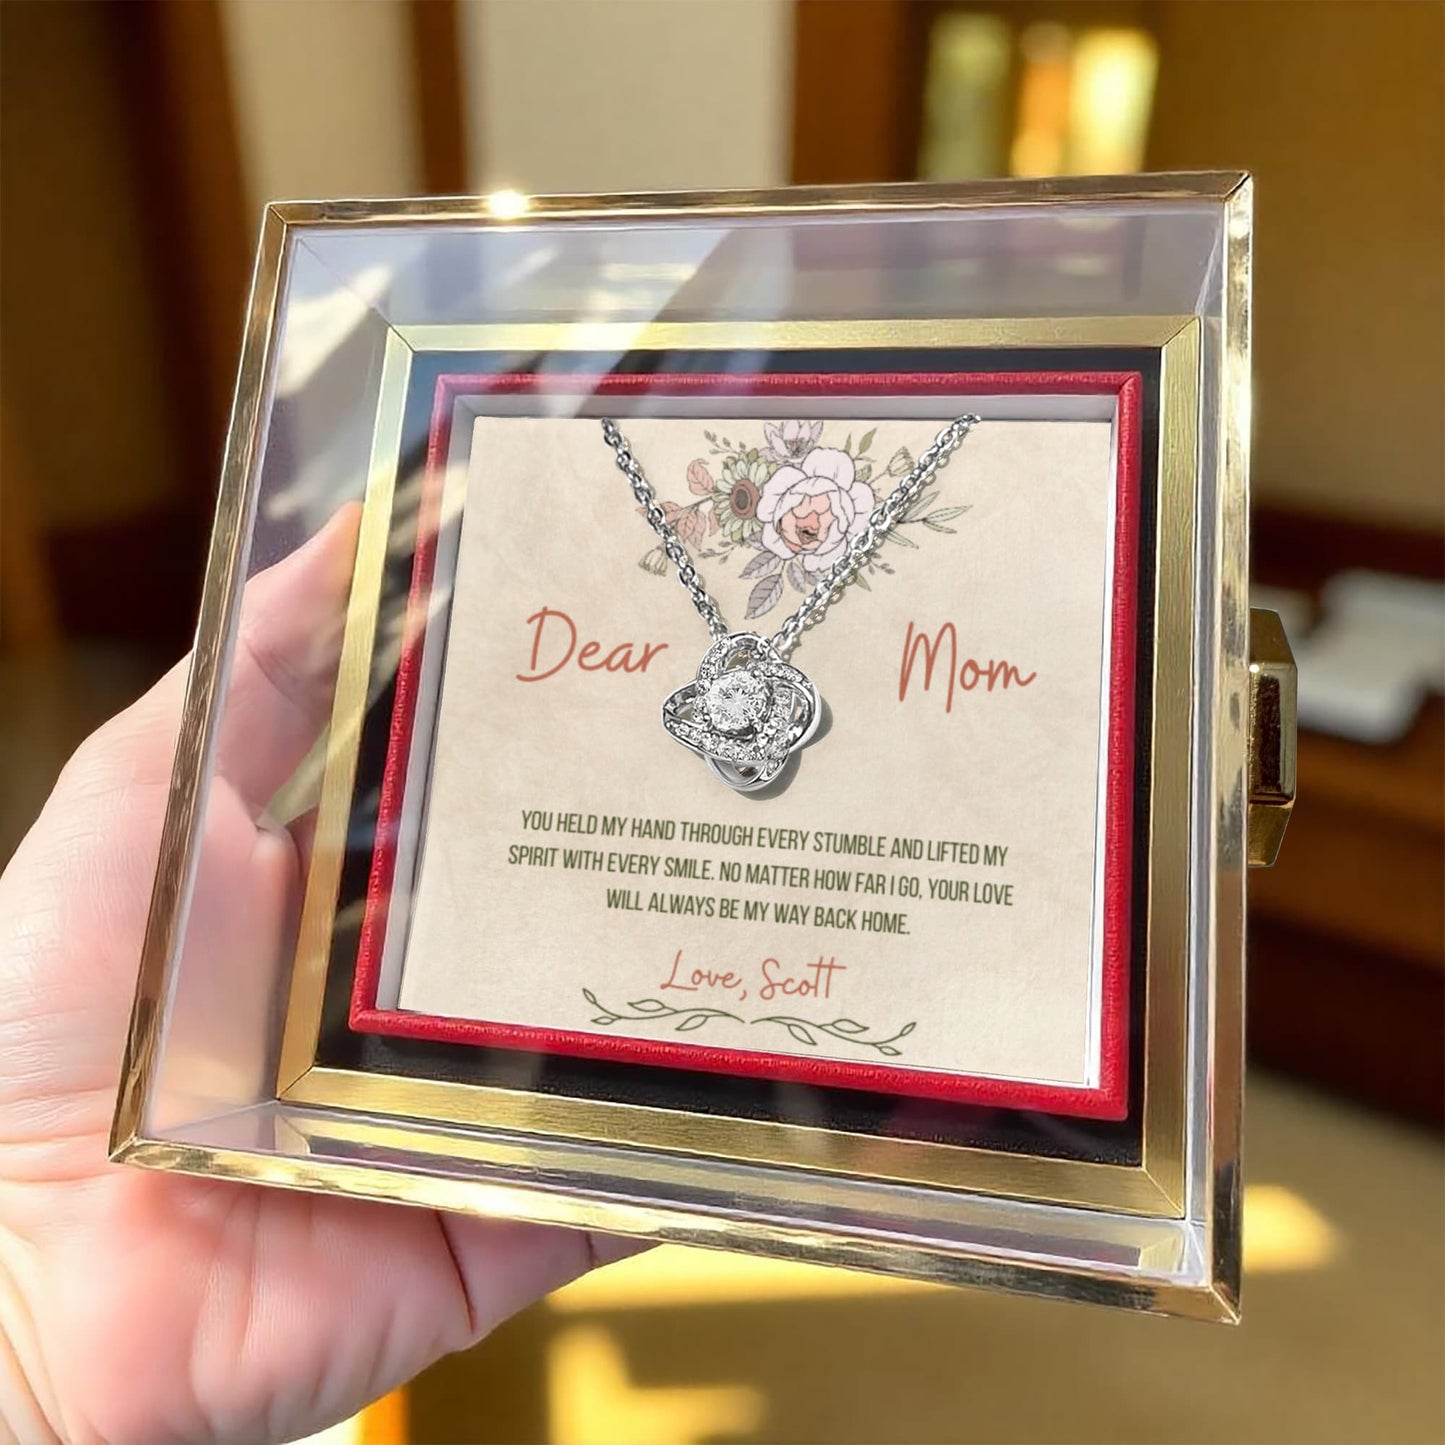 Dear Mom
YOU HELD MY HAND THROUGH EVERY STUMBLE AND LIFTED MY
SPIRIT WITH EVERY SMILE. NO MATTER HOW FAR I GO, YOUR LOVE
WILL ALWAYS BE MY WAY BACK HOME.
Love, Scott